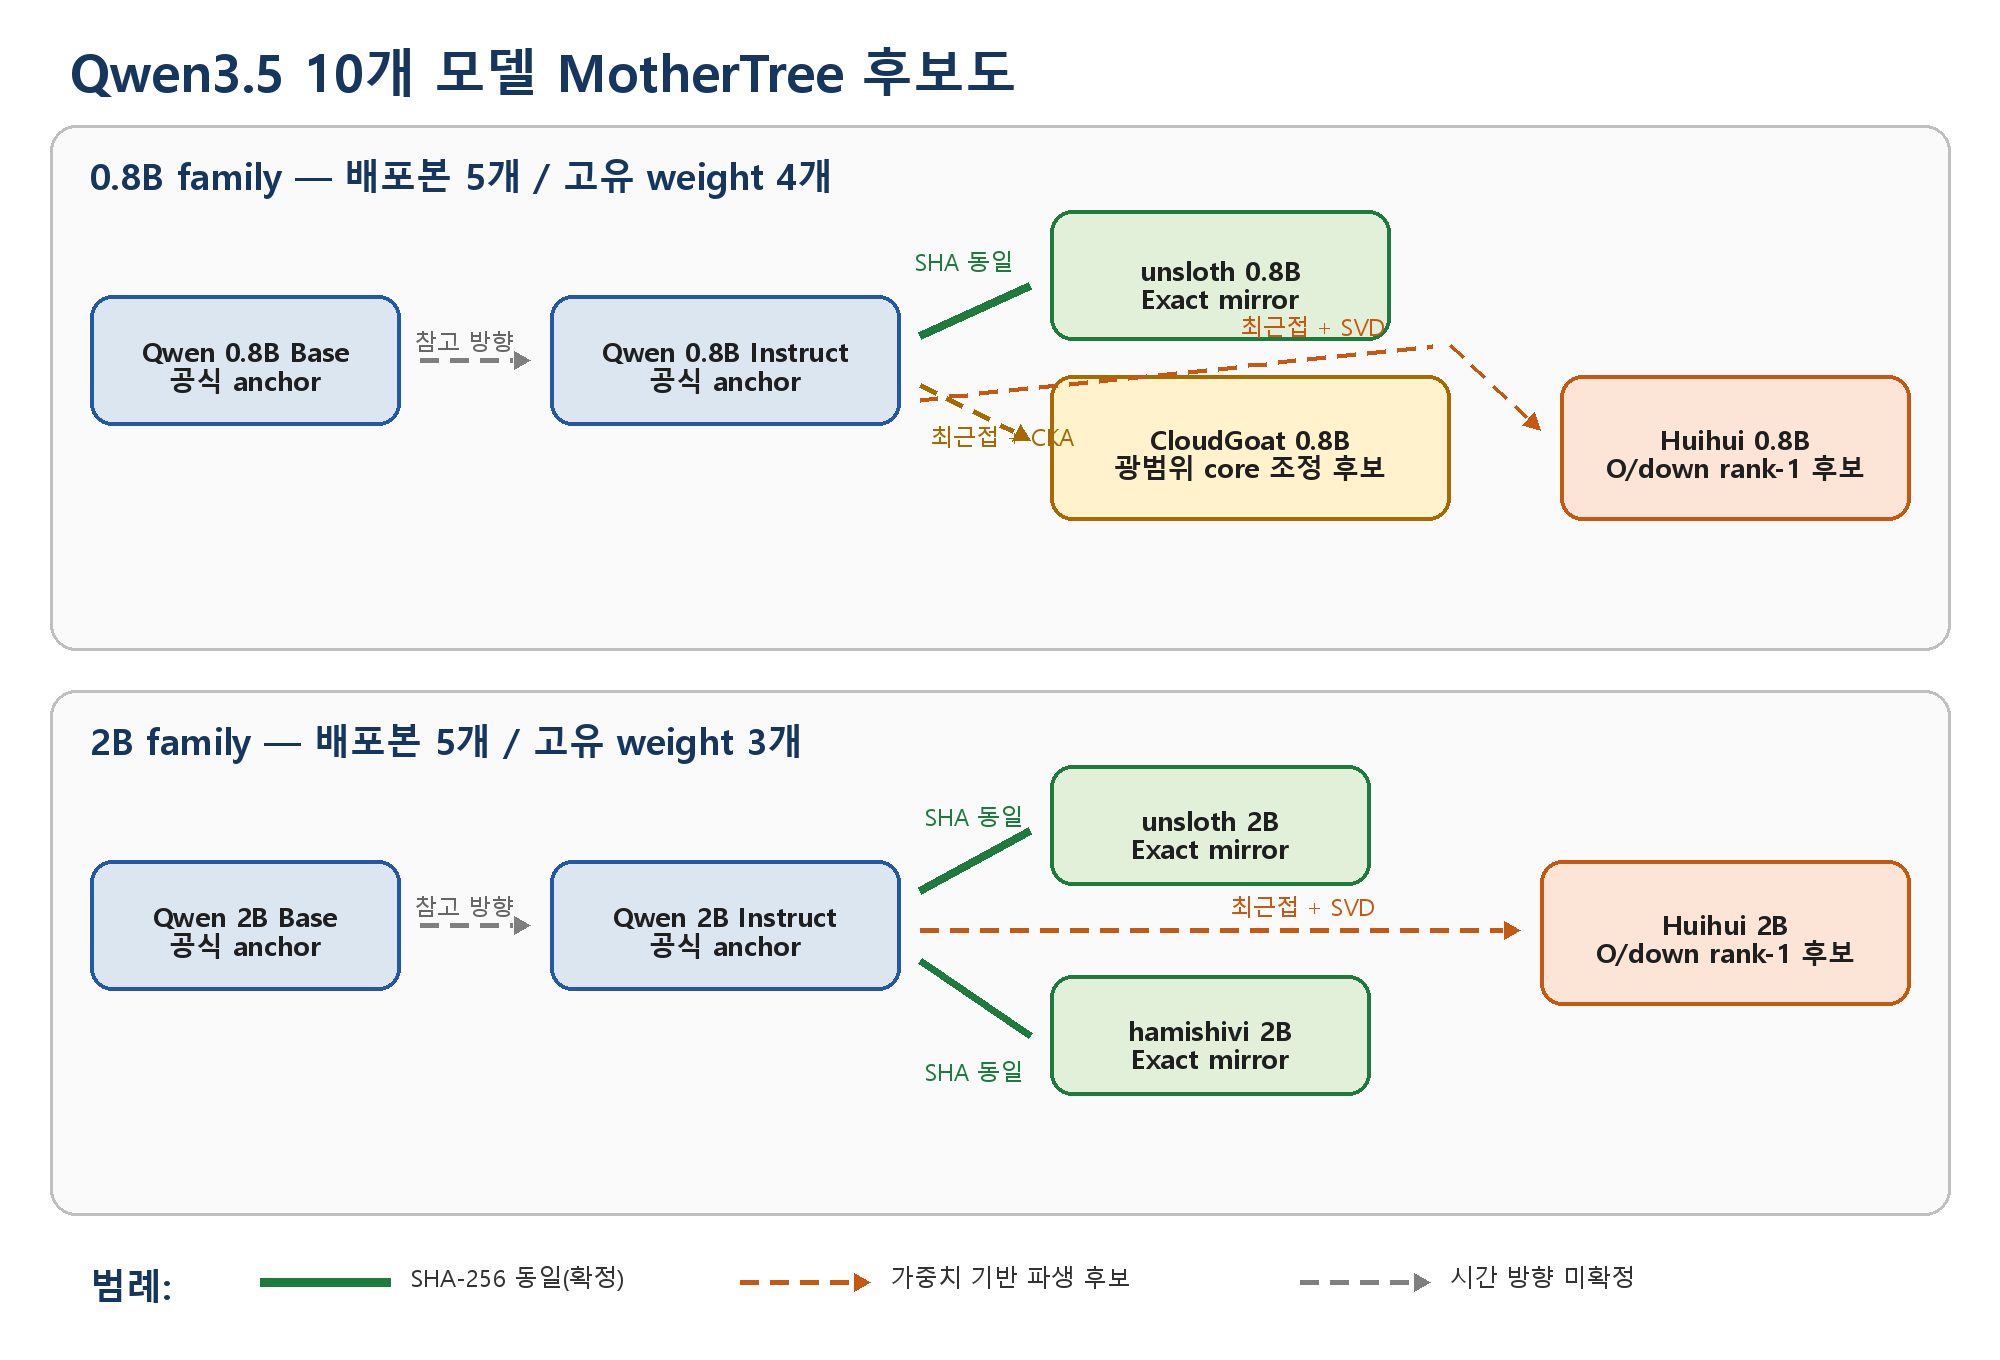 Qwen3.5 10개 모델 MotherTree 후보도
0.8B family — 배포본 5개 / 고유 weight 4개
Qwen 0.8B Base
공식 anchor
참고 방향
Qwen 0.8B Instruct
공식 anchor
SHA 동일
unsloth 0.8B
Exact mirror
최근접 + SVD
최근접 + CKA
CloudGoat 0.8B
광범위 core 조정 후보
Huihui 0.8B
O/down rank-1 후보
2B family — 배포본 5개 / 고유 weight 3개
Qwen 2B Base
공식 anchor
참고 방향
Qwen 2B Instruct
공식 anchor
SHA 동일
unsloth 2B
Exact mirror
최근접 + SVD
Huihui 2B
O/down rank-1 후보
hamishivi 2B
Exact mirror
SHA 동일
범례:
SHA-256 동일(확정)
가중치 기반 파생 후보
시간 방향 미확정